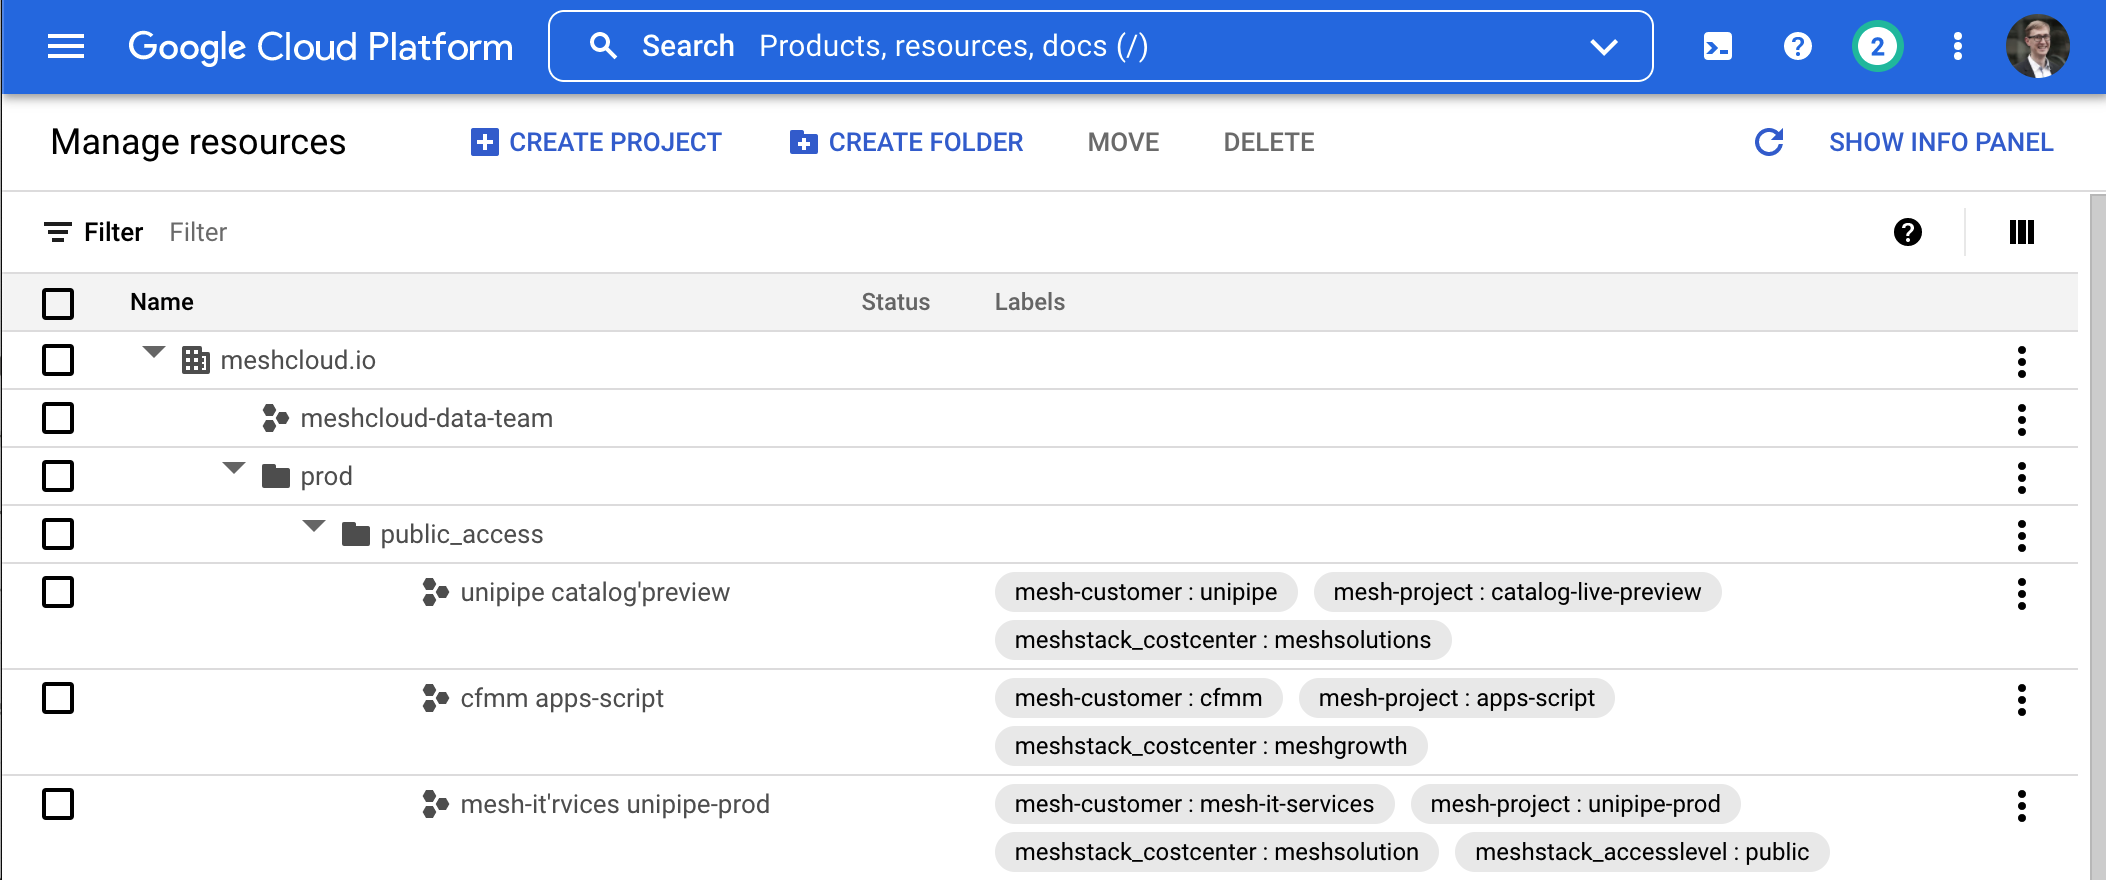 Google Cloud Platform Search Products, resources, docs (/) 2
Manage resources CREATE PROJECT CREATE FOLDER MOVE DELETE SHOW INFO PANEL
Filter Filter
Name Status Labels
meshcloud.io
meshcloud-data-team
prod
public_access
unipipe catalog'preview mesh-customer : unipipe mesh-project : catalog-live-preview
meshstack_costcenter : meshsolutions
cfmm apps-script mesh-customer : cfmm mesh-project : apps-script
meshstack_costcenter : meshgrowth
mesh-it'rvices unipipe-prod mesh-customer : mesh-it-services mesh-project : unipipe-prod
meshstack_costcenter : meshsolution meshstack_accesslevel : public